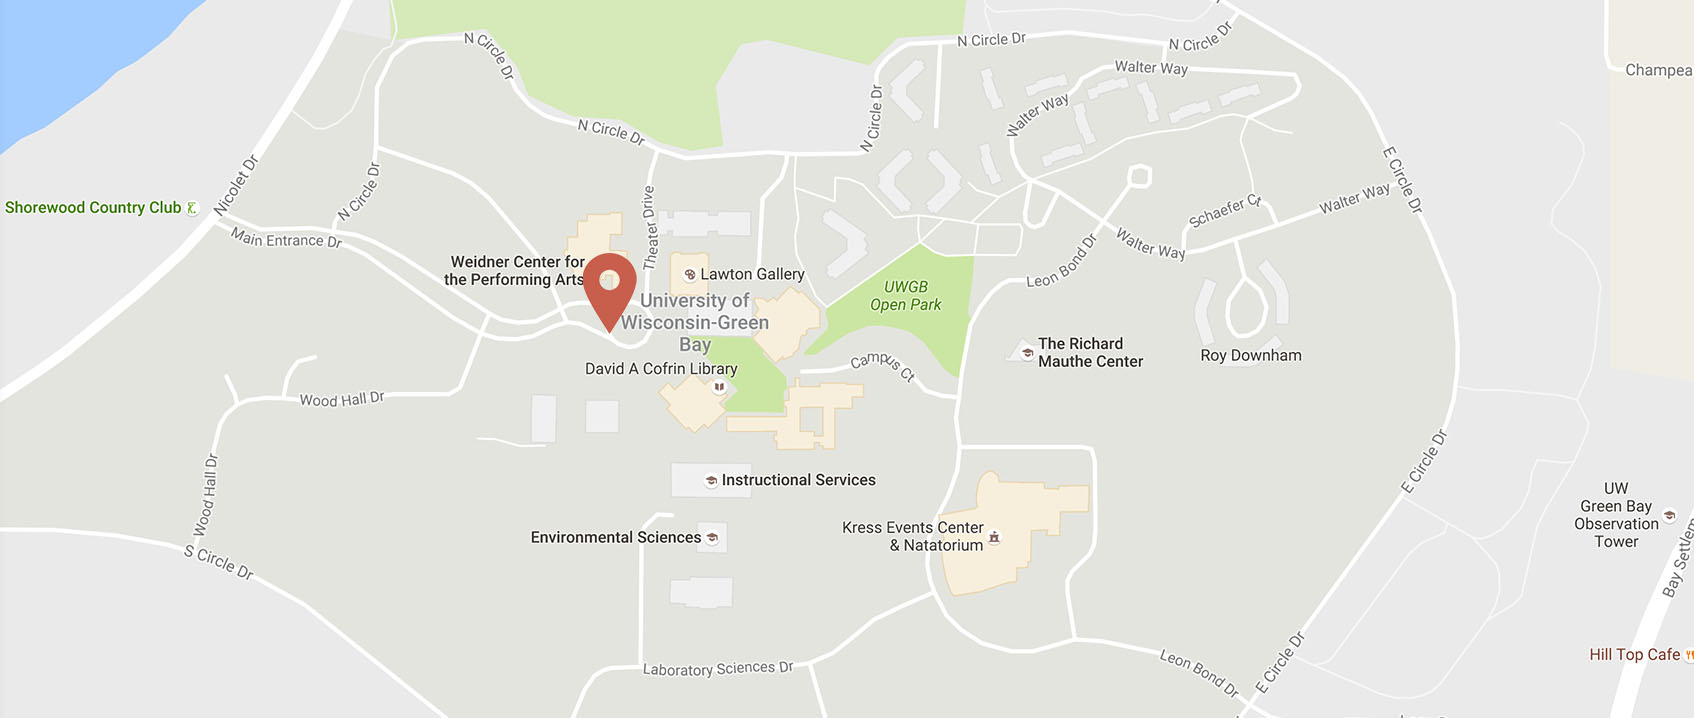 N Circle Dr
N Circle Dr
N Circle Dr
Walter Way
Champea
N Circle Dr
N Circle Dr
Walter Way
Nicolet Dr
N Circle Dr
E Circle Dr
Shorewood Country Club
Main Entrance Dr
Theater Drive
Schaefer Cir
Walter Way
Walter Way
Weidner Center for
the Performing Arts
Lawton Gallery
Leon Bond Dr
UWGB
Open Park
University of
Wisconsin-Green
Bay
The Richard
Mauthe Center
Roy Downham
David A Cofrin Library
Campus Ct
Wood Hall Dr
Wood Hall Dr
E Circle Dr
Instructional Services
UW
Green Bay
Observation
Tower
Kress Events Center
& Natatorium
Environmental Sciences
S Circle Dr
Bay Settlem
Laboratory Sciences Dr
Leon Bond Dr
E Circle Dr
Hill Top Cafe